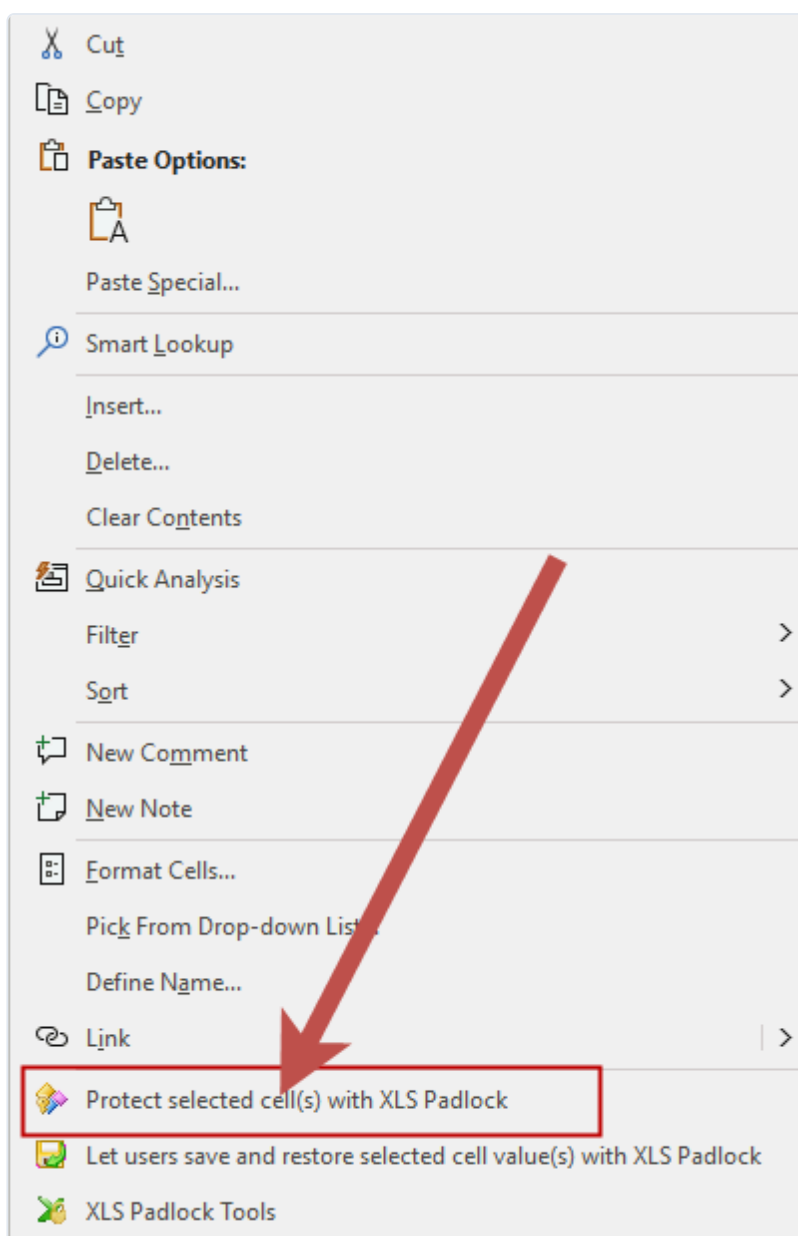 Cut
Copy
Paste Options:
A
Paste Special...
Smart Lookup
Insert...
Delete...
Clear Contents
Quick Analysis
Filter
Sort
New Comment
New Note
Format Cells...
Pick From Drop-down List...
Define Name...
Link
Protect selected cell(s) with XLS Padlock
Let users save and restore selected cell value(s) with XLS Padlock
XLS Padlock Tools